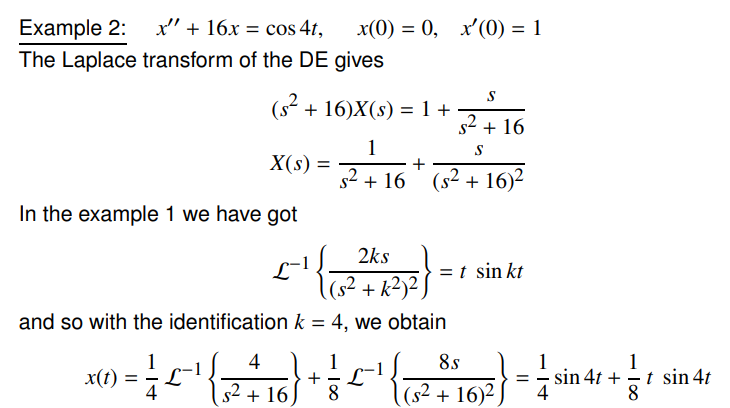 Example 2: x′′ + 16x = cos 4t, x(0) = 0, x′(0) = 1
The Laplace transform of the DE gives
(s² + 16)X(s) = 1 + s/(s² + 16)
X(s) = 1/(s² + 16) + s/(s² + 16)²
In the example 1 we have got
ℒ⁻¹{2ks/(s² + k²)²} = t sin kt
and so with the identification k = 4, we obtain
x(t) = 1/4 ℒ⁻¹{4/(s² + 16)} + 1/8 ℒ⁻¹{8s/(s² + 16)²} = 1/4 sin 4t + 1/8 t sin 4t